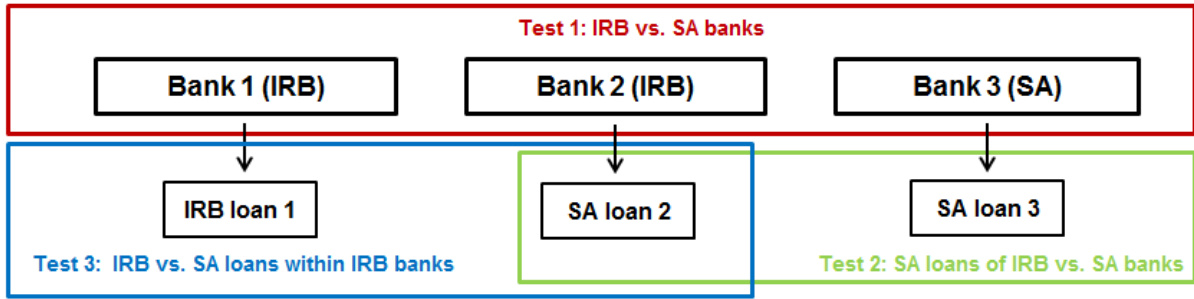 Test 1: IRB vs. SA banks
Bank 1 (IRB) Bank 2 (IRB) Bank 3 (SA)
IRB loan 1 SA loan 2 SA loan 3
Test 3: IRB vs. SA loans within IRB banks Test 2: SA loans of IRB vs. SA banks